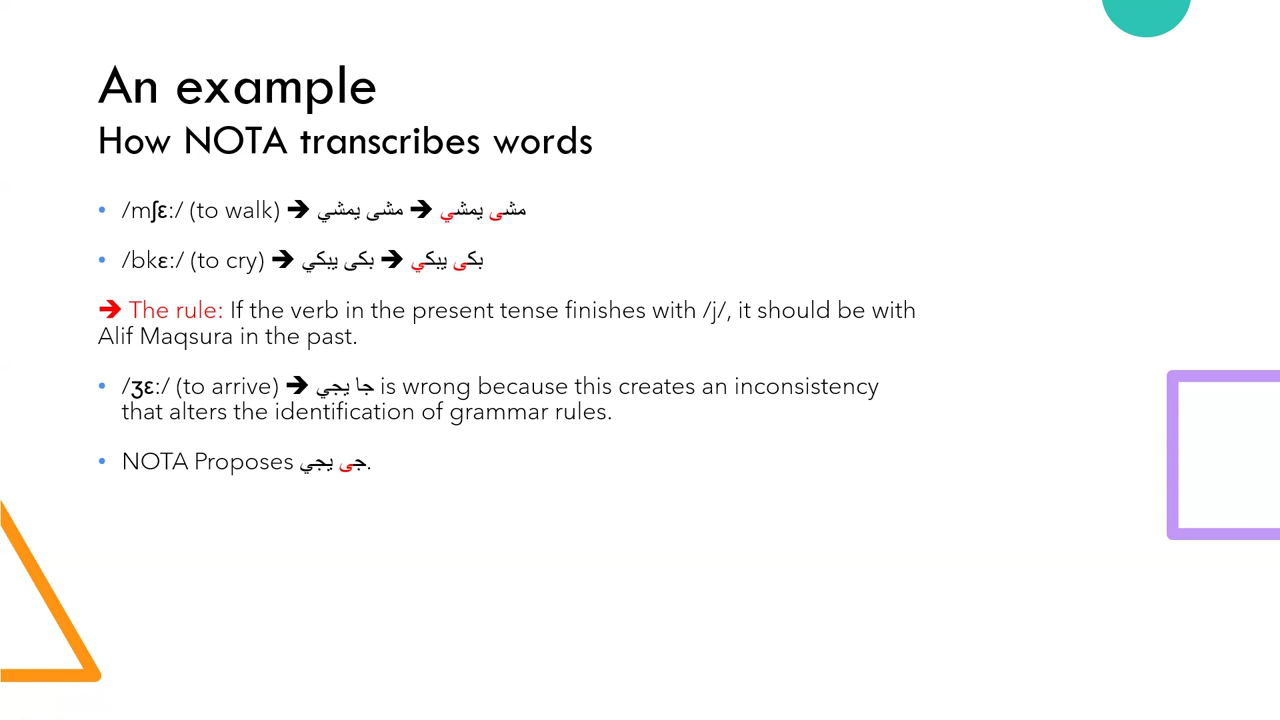 An example
How NOTA transcribes words
• /mʃɛ:/ (to walk) ➔ مشى يمشي ➔ مشى يمشي
• /bkɛ:/ (to cry) ➔ بكى يبكي ➔ بكى يبكي
➔ The rule: If the verb in the present tense finishes with /j/, it should be with
Alif Maqsura in the past.
• /ʒɛ:/ (to arrive) ➔ جا يجي is wrong because this creates an inconsistency
that alters the identification of grammar rules.
• NOTA Proposes جى يجي.